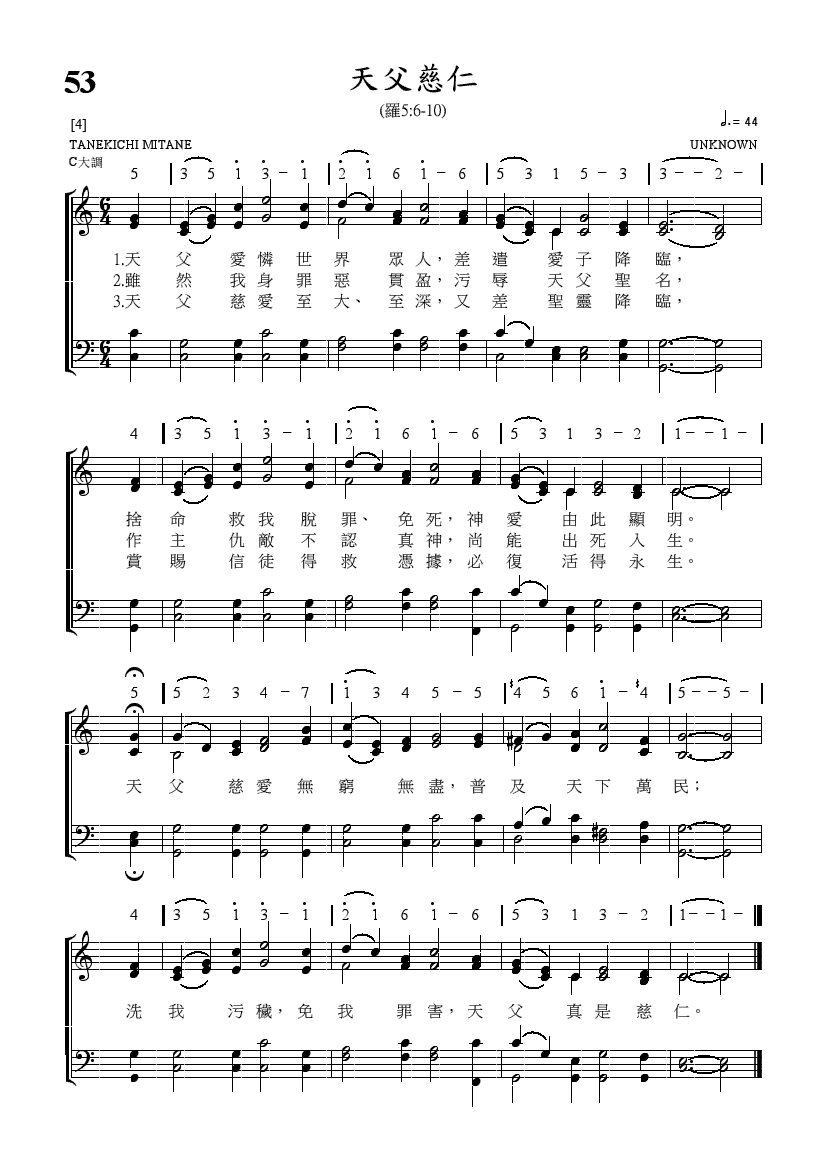 53
天父慈仁
(羅5:6-10)
[4]
♩. = 44
TANEKICHI MITANE
UNKNOWN
C大調
5 | 3 5 1 3 – 1 | 2 1 6 1 – 6 | 5 3 1 5 – 3 | 3 – – 2 – |
1.天父愛憐世界眾人,差遣愛子降臨,
2.雖然我身罪惡貫盈,污辱天父聖名,
3.天父慈愛至大、至深,又差聖靈降臨,
4 | 3 5 1 3 – 1 | 2 1 6 1 – 6 | 5 3 1 3 – 2 | 1 – – 1 – |
捨命救我脫罪、免死,神愛由此顯明。
作主仇敵不認真神,尚能出死入生。
賞賜信徒得救憑據,必復活得永生。
5 | 5 2 3 4 – 7 | 1 3 4 5 – 5 | ♯4 5 6 1 – ♯4 | 5 – – 5 – |
天父慈愛無窮無盡,普及天下萬民;
4 | 3 5 1 3 – 1 | 2 1 6 1 – 6 | 5 3 1 3 – 2 | 1 – – 1 – ‖
洗我污穢,免我罪害,天父真是慈仁。